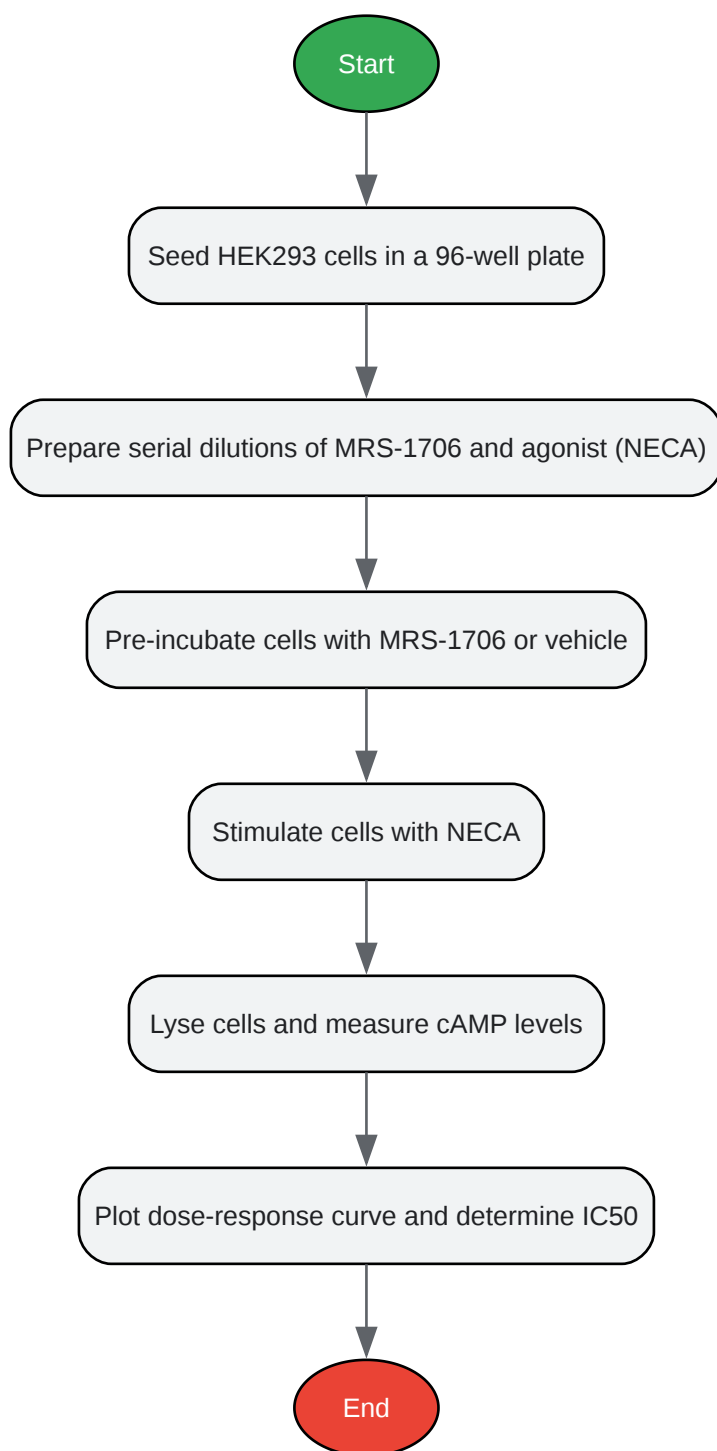 Start
Seed HEK293 cells in a 96-well plate
Prepare serial dilutions of MRS-1706 and agonist (NECA)
Pre-incubate cells with MRS-1706 or vehicle
Stimulate cells with NECA
Lyse cells and measure cAMP levels
Plot dose-response curve and determine IC50
End